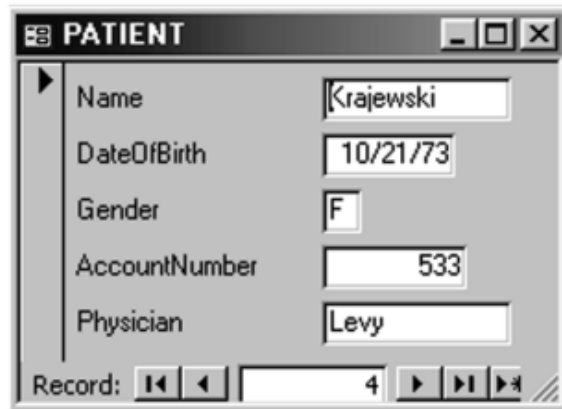 PATIENT
Name Krajewski
DateOfBirth 10/21/73
Gender F
AccountNumber 533
Physician Levy
Record: 4